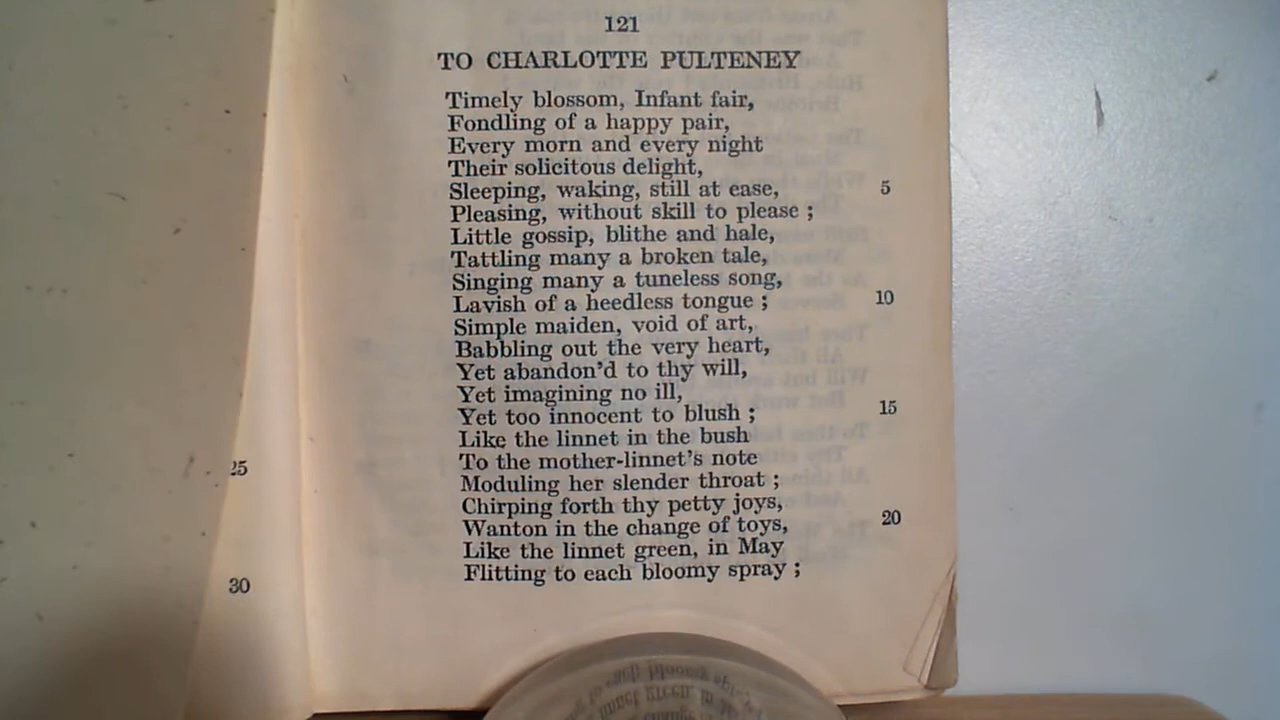 121
TO CHARLOTTE PULTENEY
Timely blossom, Infant fair,
Fondling of a happy pair,
Every morn and every night
Their solicitous delight,
Sleeping, waking, still at ease, 5
Pleasing, without skill to please ;
Little gossip, blithe and hale,
Tattling many a broken tale,
Singing many a tuneless song,
Lavish of a heedless tongue ; 10
Simple maiden, void of art,
Babbling out the very heart,
Yet abandon'd to thy will,
Yet imagining no ill,
Yet too innocent to blush ; 15
Like the linnet in the bush
To the mother-linnet's note
Moduling her slender throat ;
Chirping forth thy petty joys,
Wanton in the change of toys, 20
Like the linnet green, in May
Flitting to each bloomy spray ;
25
30